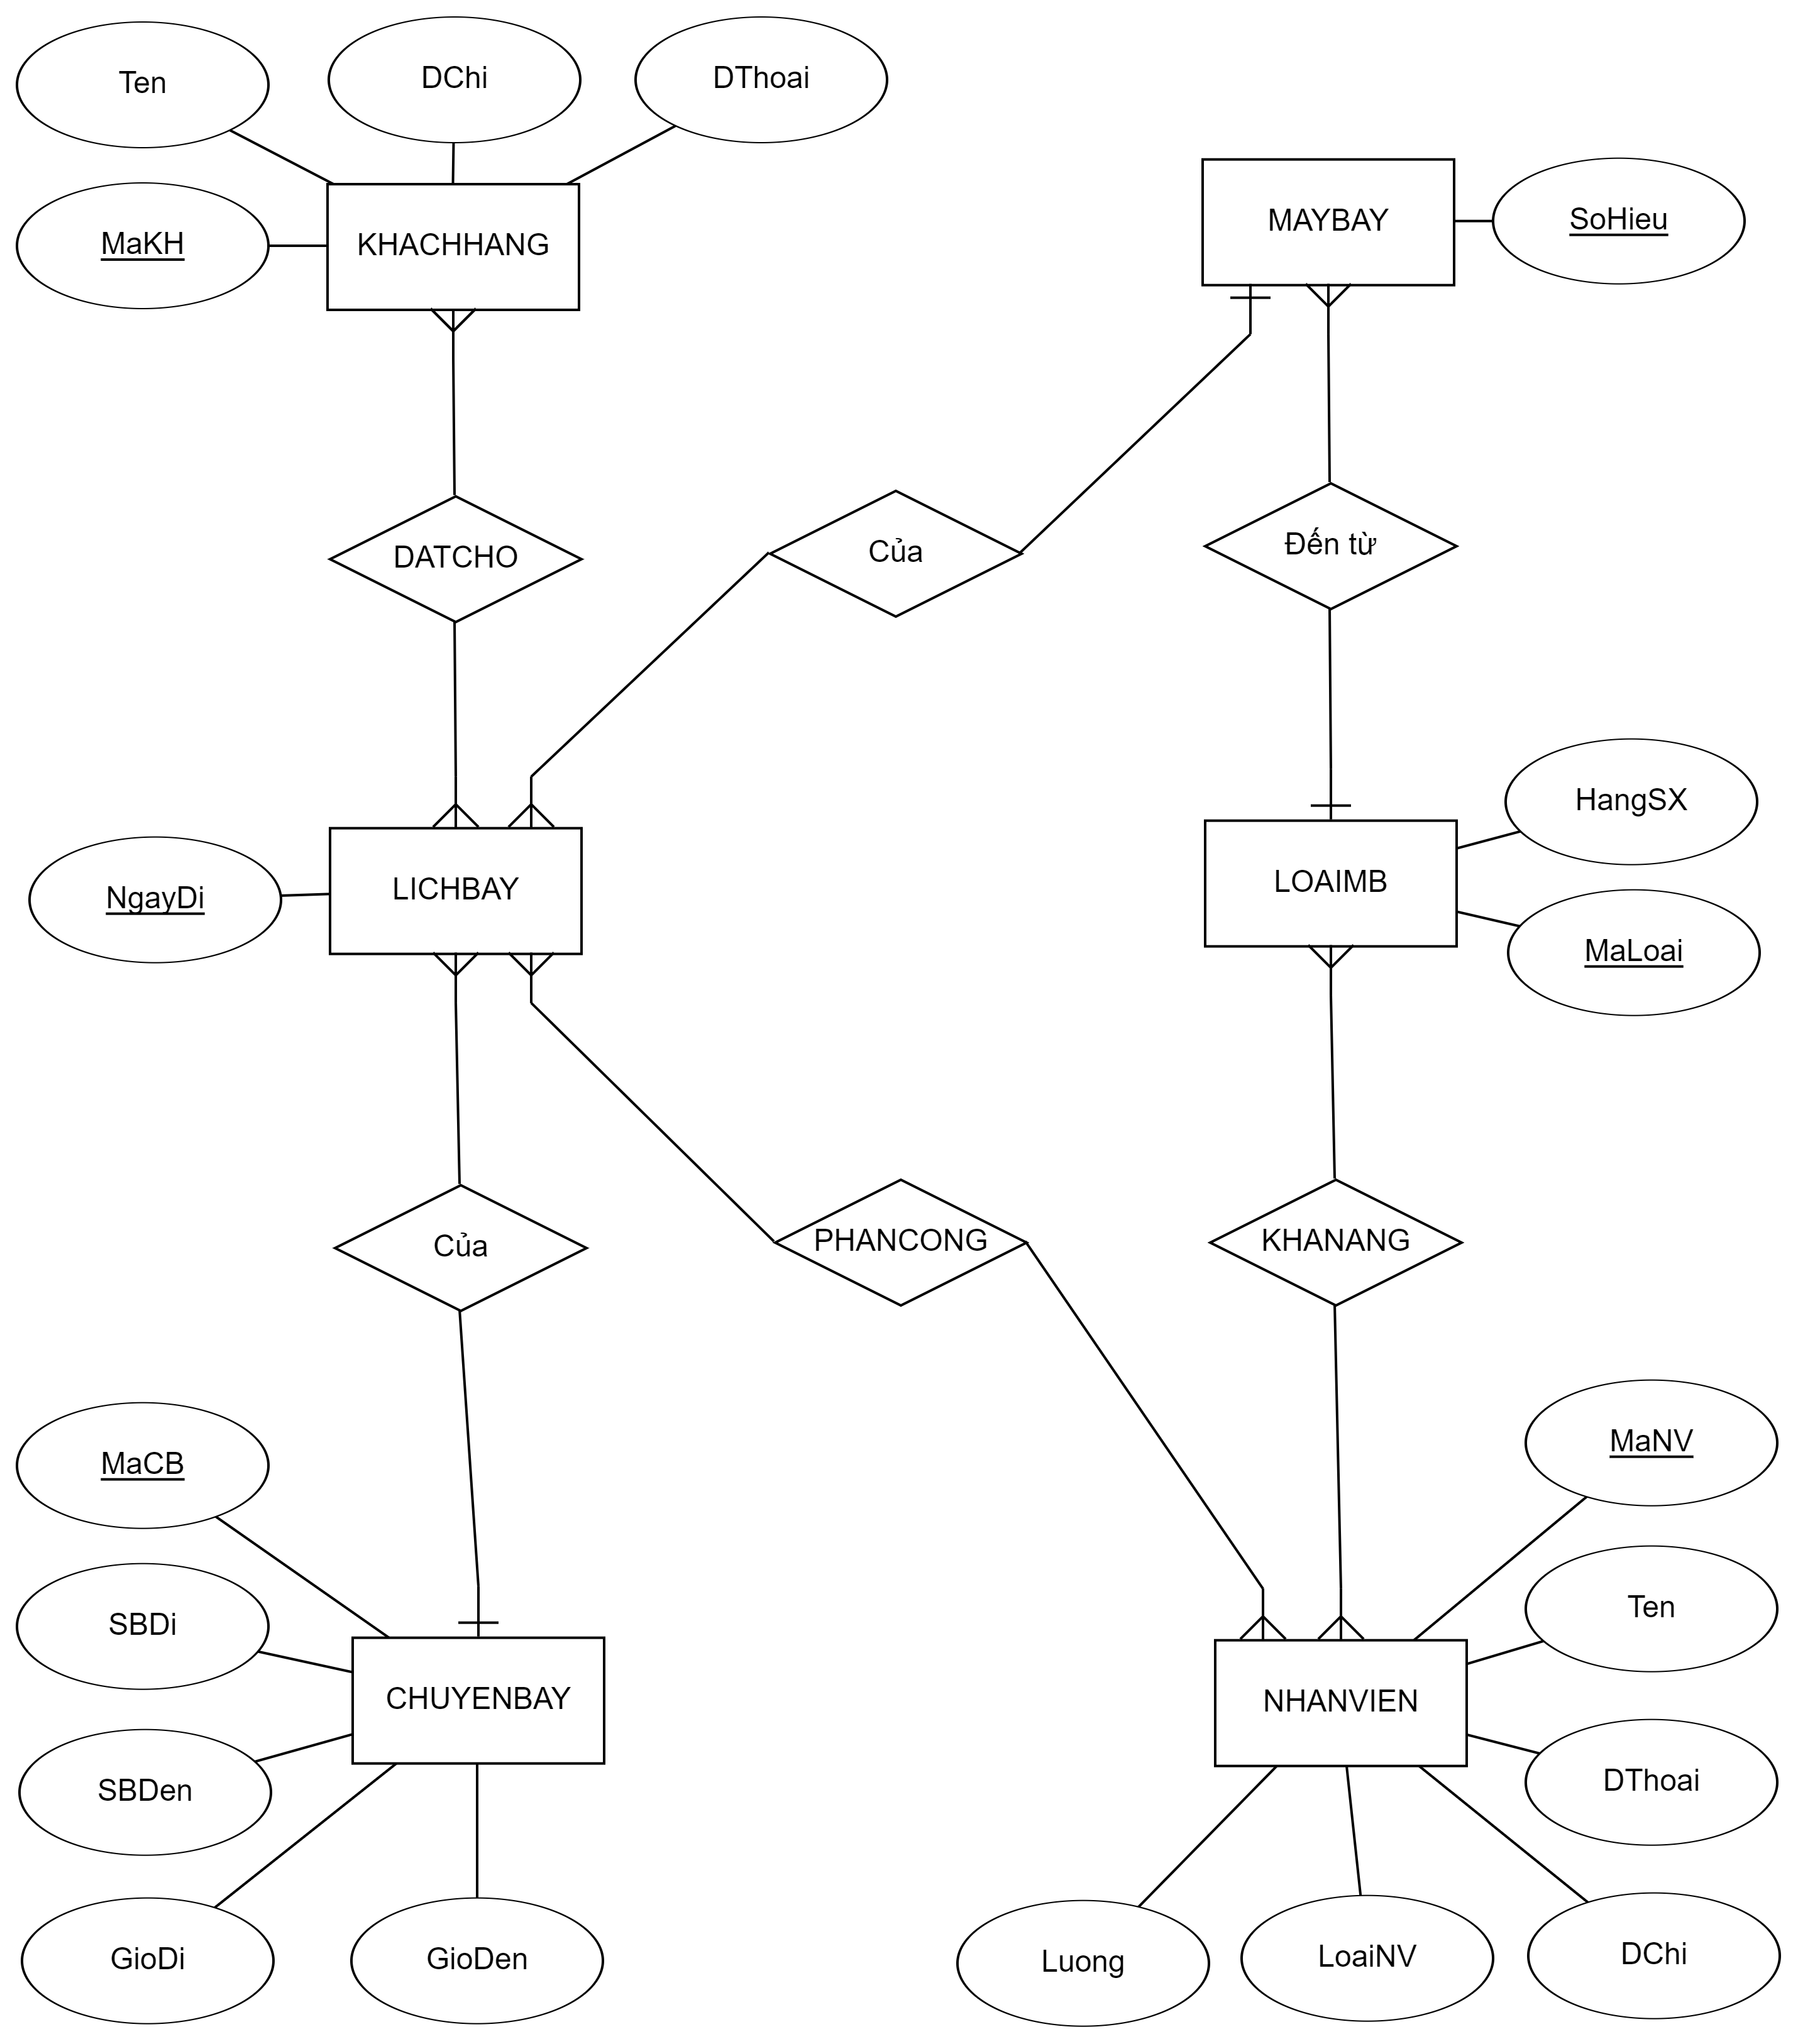 Ten
DChi
DThoai
MaKH
KHACHHANG
MAYBAY
SoHieu
DATCHO
Của
Đến từ
NgayDi
LICHBAY
LOAIMB
HangSX
MaLoai
Của
PHANCONG
KHANANG
MaCB
SBDi
SBDen
GioDi
GioDen
CHUYENBAY
NHANVIEN
MaNV
Ten
DThoai
DChi
LoaiNV
Luong